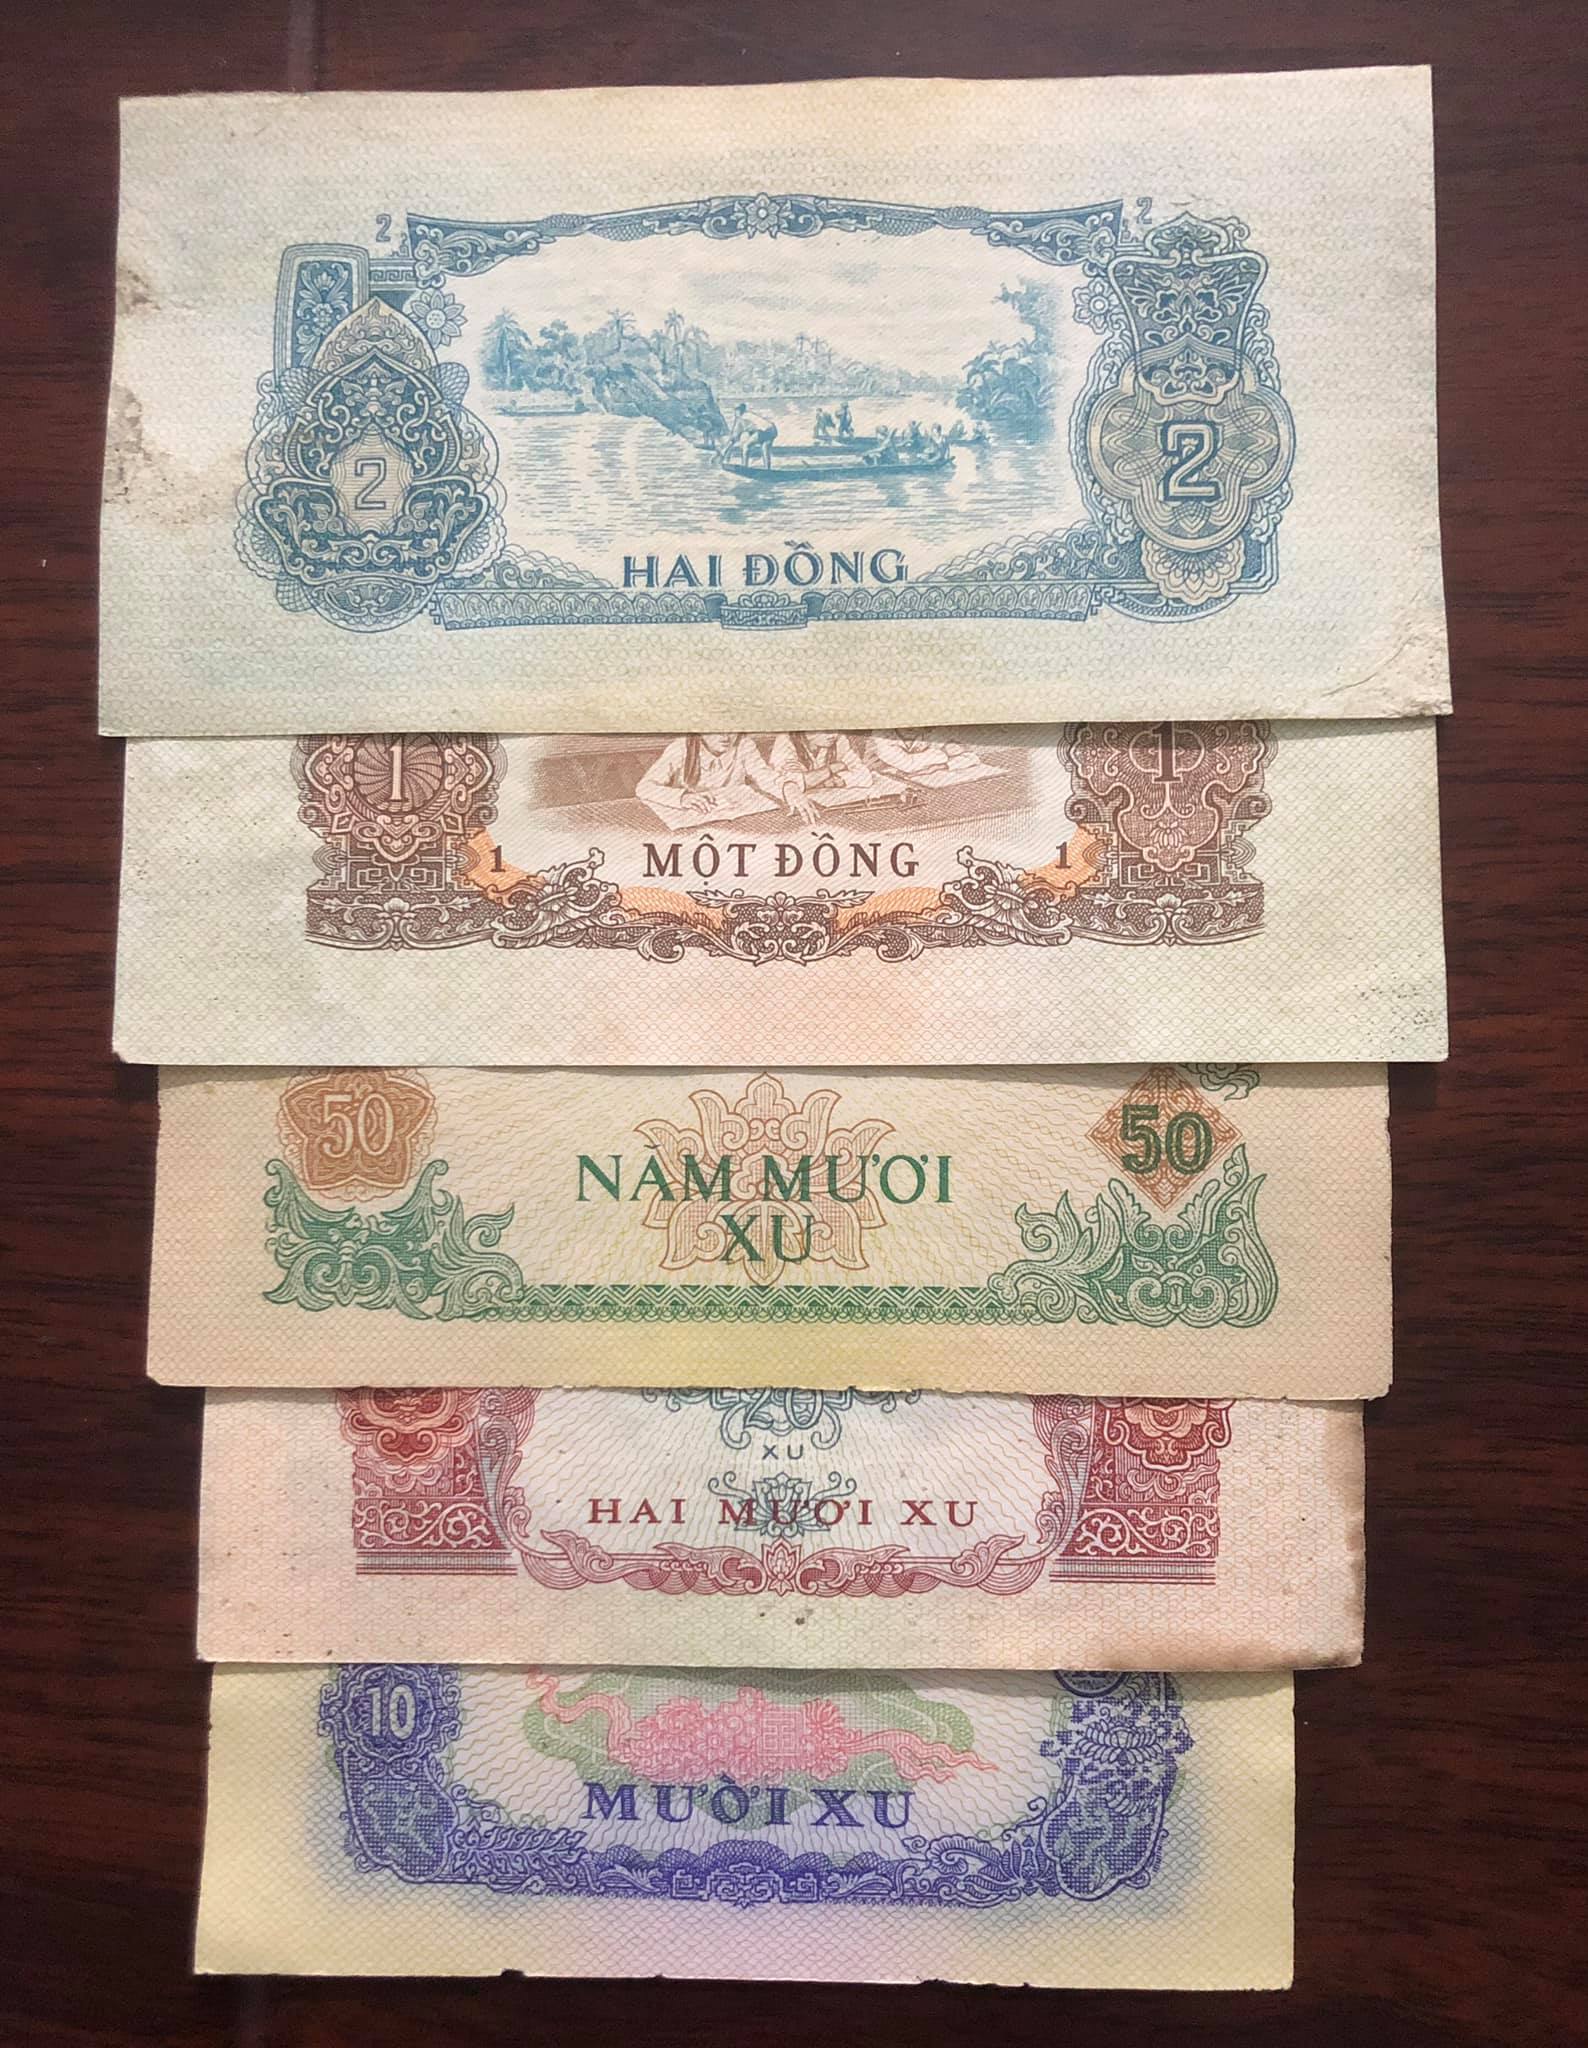 2 2
2 2
HAI ĐỒNG
1 1
1 MỘT ĐỒNG 1
50 50
NĂM MƯƠI
XU
20
XU
HAI MƯƠI XU
10
MƯỜI XU